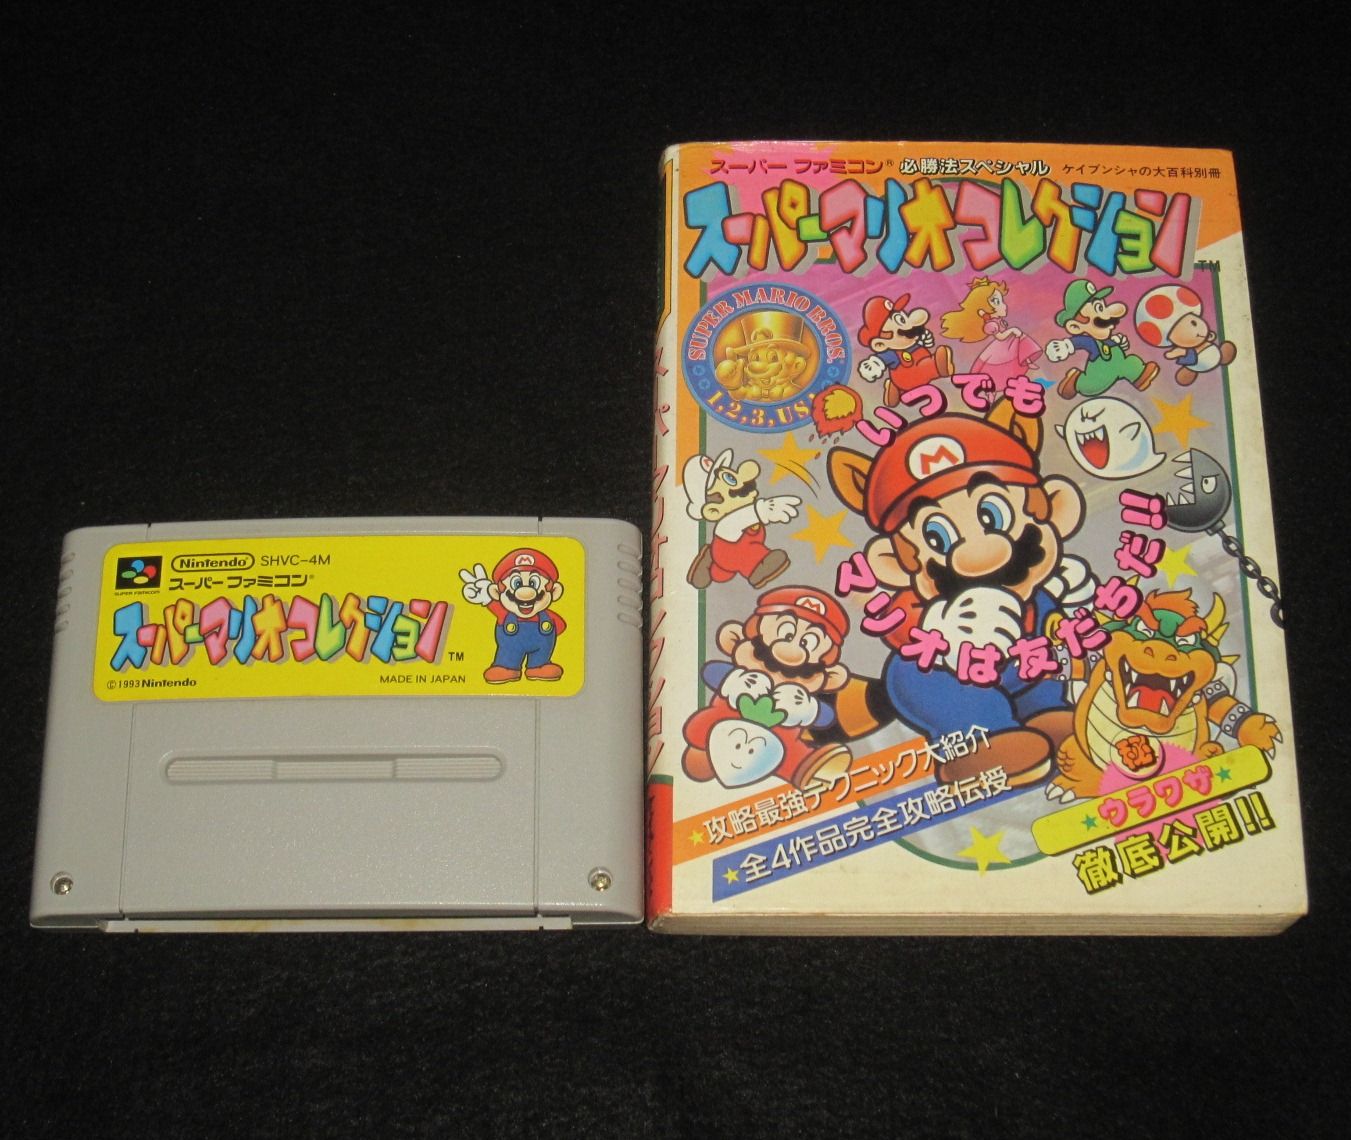 Nintendo SHVC-4M
SUPER FAMICOM
スーパーファミコン®
スーパーマリオコレクション™
©1993 Nintendo
MADE IN JAPAN
スーパー ファミコン® 必勝法スペシャル ケイブンシャの大百科別冊
スーパーマリオコレクション™
SUPER MARIO BROS.
1, 2, 3, US
M
いつでも
マリオは友だちだ!!
M
攻略最強テクニック大紹介
全4作品完全攻略伝授
極
ウラワザ
徹底公開!!